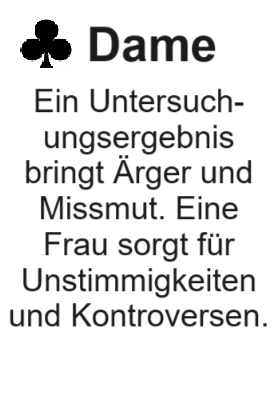 ♣ Dame
Ein Untersuch-
ungsergebnis
bringt Ärger und
Missmut. Eine
Frau sorgt für
Unstimmigkeiten
und Kontroversen.